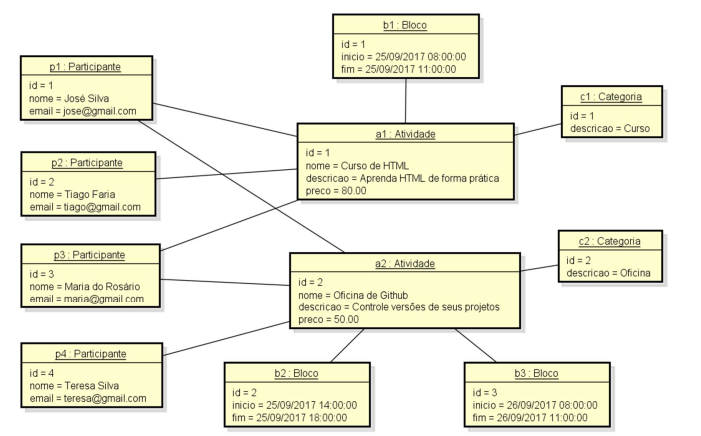 b1 : Bloco
id = 1
inicio = 25/09/2017 08:00:00
fim = 25/09/2017 11:00:00
p1 : Participante
id = 1
nome = José Silva
email = jose@gmail.com
c1 : Categoria
id = 1
descricao = Curso
a1 : Atividade
id = 1
nome = Curso de HTML
descricao = Aprenda HTML de forma prática
preco = 80.00
p2 : Participante
id = 2
nome = Tiago Faria
email = tiago@gmail.com
c2 : Categoria
id = 2
descricao = Oficina
p3 : Participante
id = 3
nome = Maria do Rosário
email = maria@gmail.com
a2 : Atividade
id = 2
nome = Oficina de Github
descricao = Controle versões de seus projetos
preco = 50.00
p4 : Participante
id = 4
nome = Teresa Silva
email = teresa@gmail.com
b2 : Bloco
id = 2
inicio = 25/09/2017 14:00:00
fim = 25/09/2017 18:00:00
b3 : Bloco
id = 3
inicio = 26/09/2017 08:00:00
fim = 26/09/2017 11:00:00